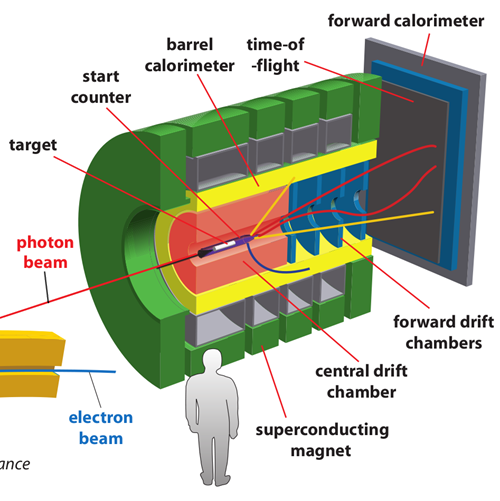 forward calorimeter
barrel
calorimeter
time-of
-flight
start
counter
target
photon
beam
forward drift
chambers
central drift
chamber
electron
beam
superconducting
magnet
ance